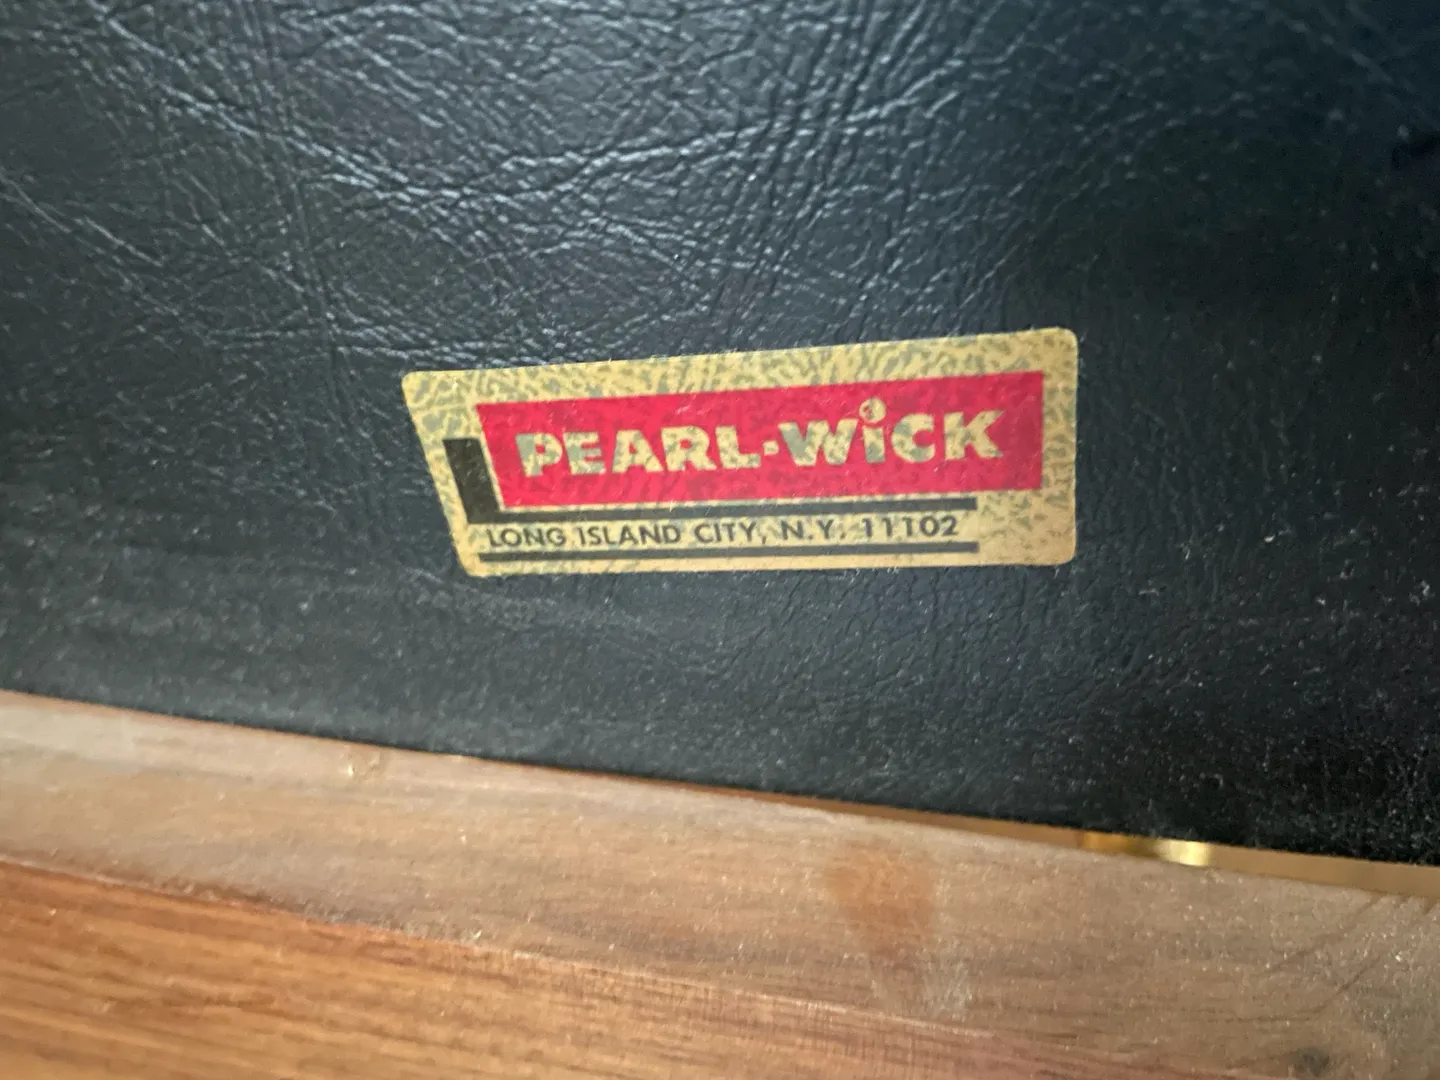 PEARL-WiCK
LONG ISLAND CITY, N.Y. 11102